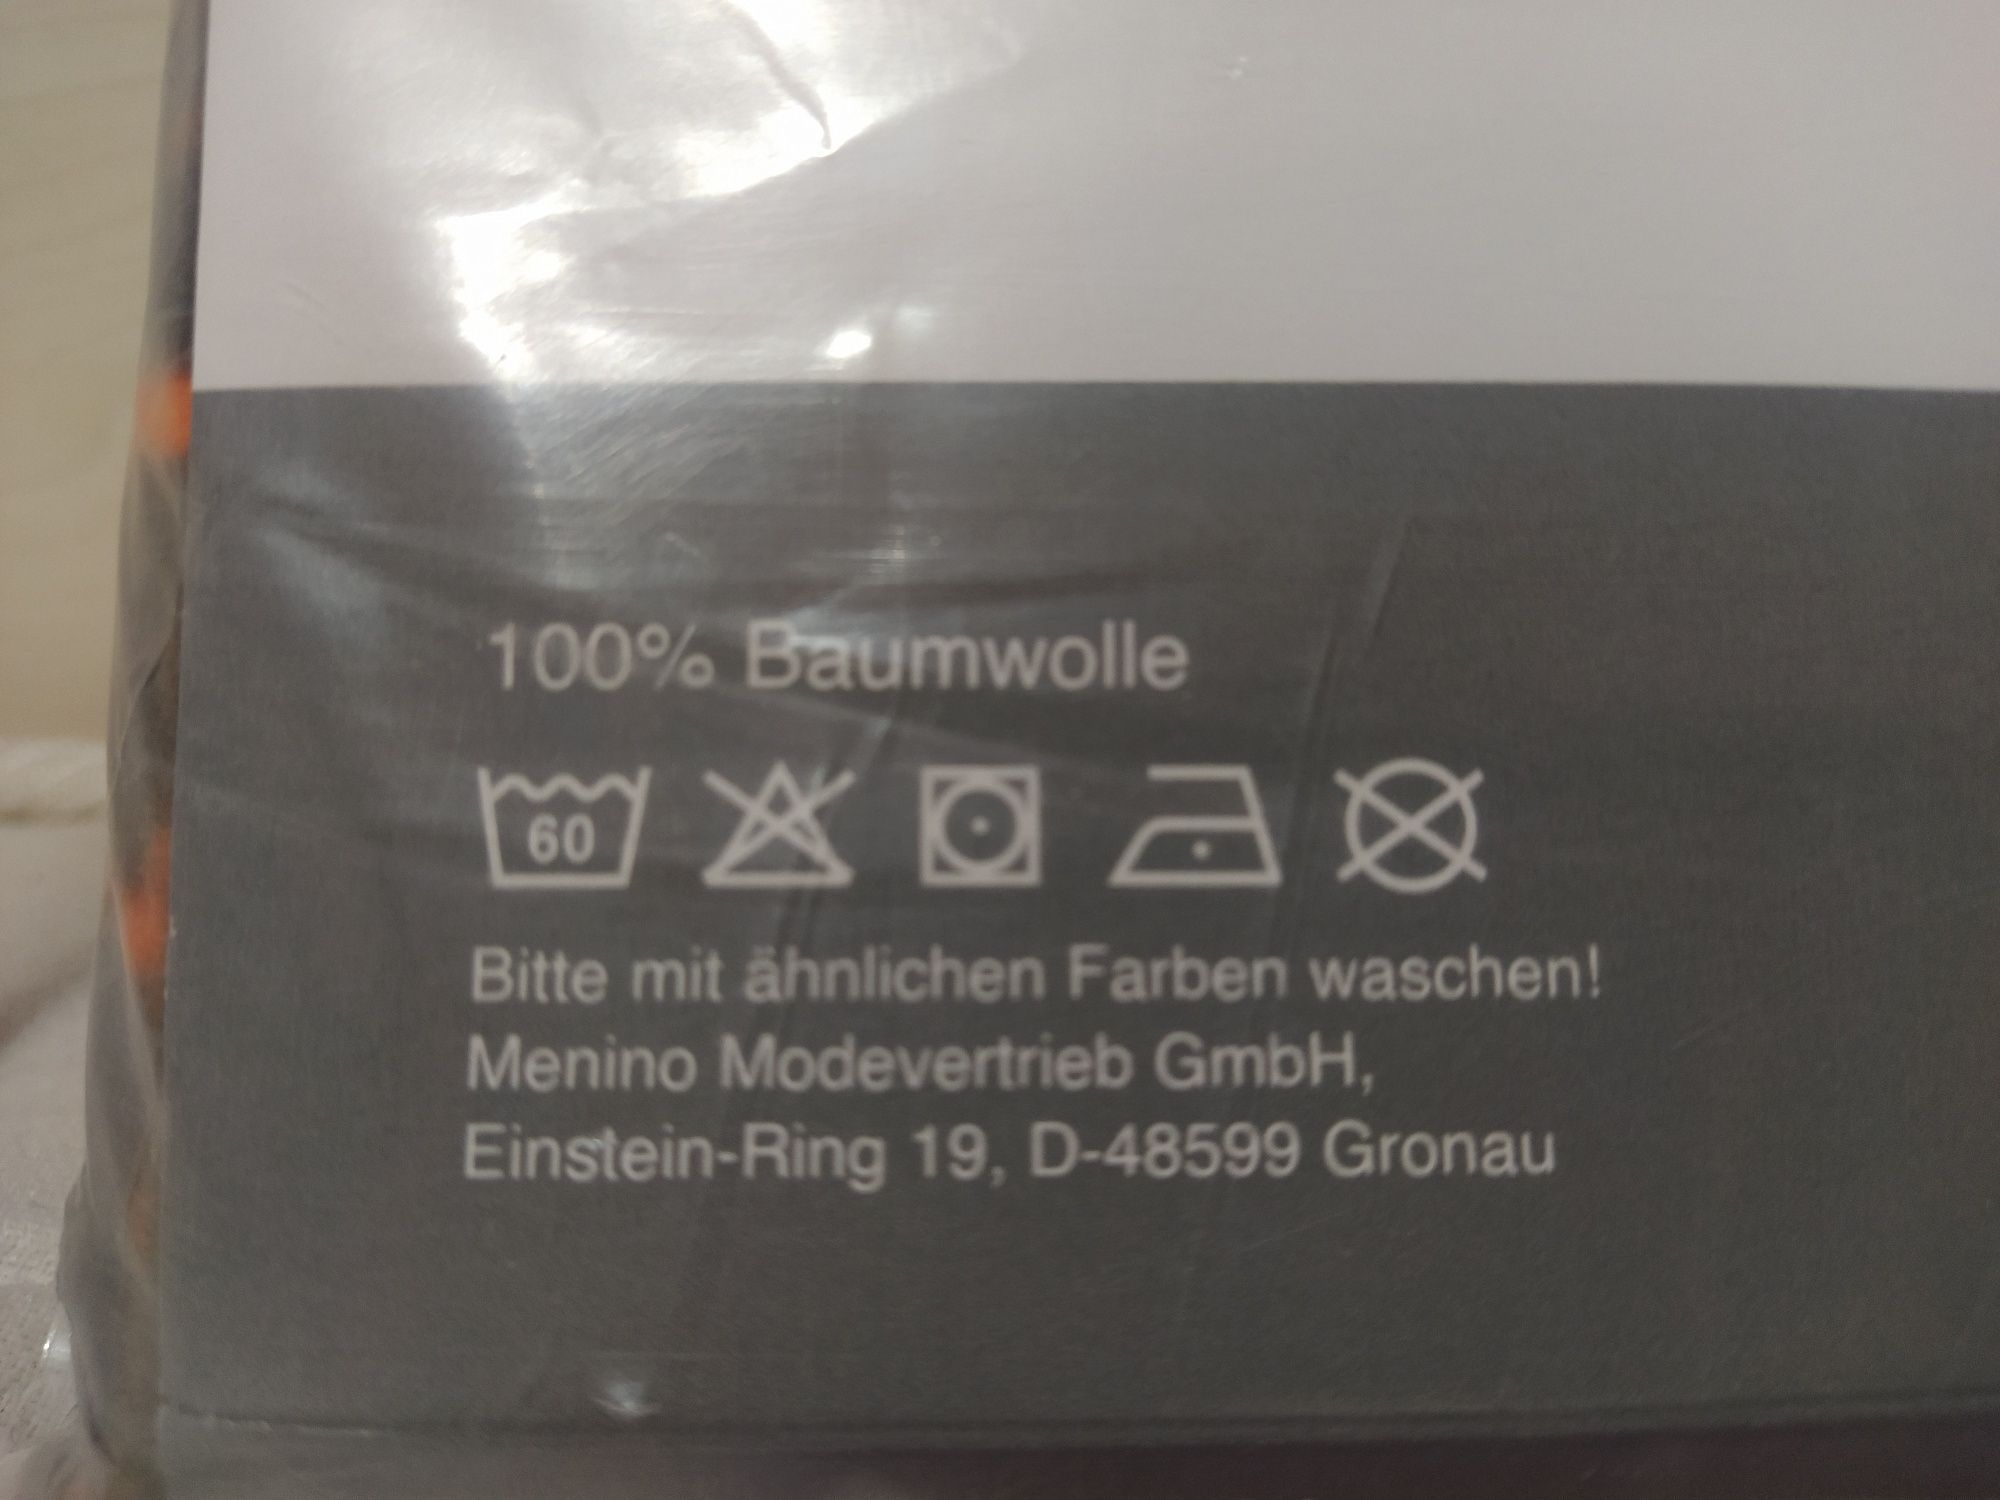 100% Baumwolle
60
Bitte mit ähnlichen Farben waschen!
Menino Modevertrieb GmbH,
Einstein-Ring 19, D-48599 Gronau